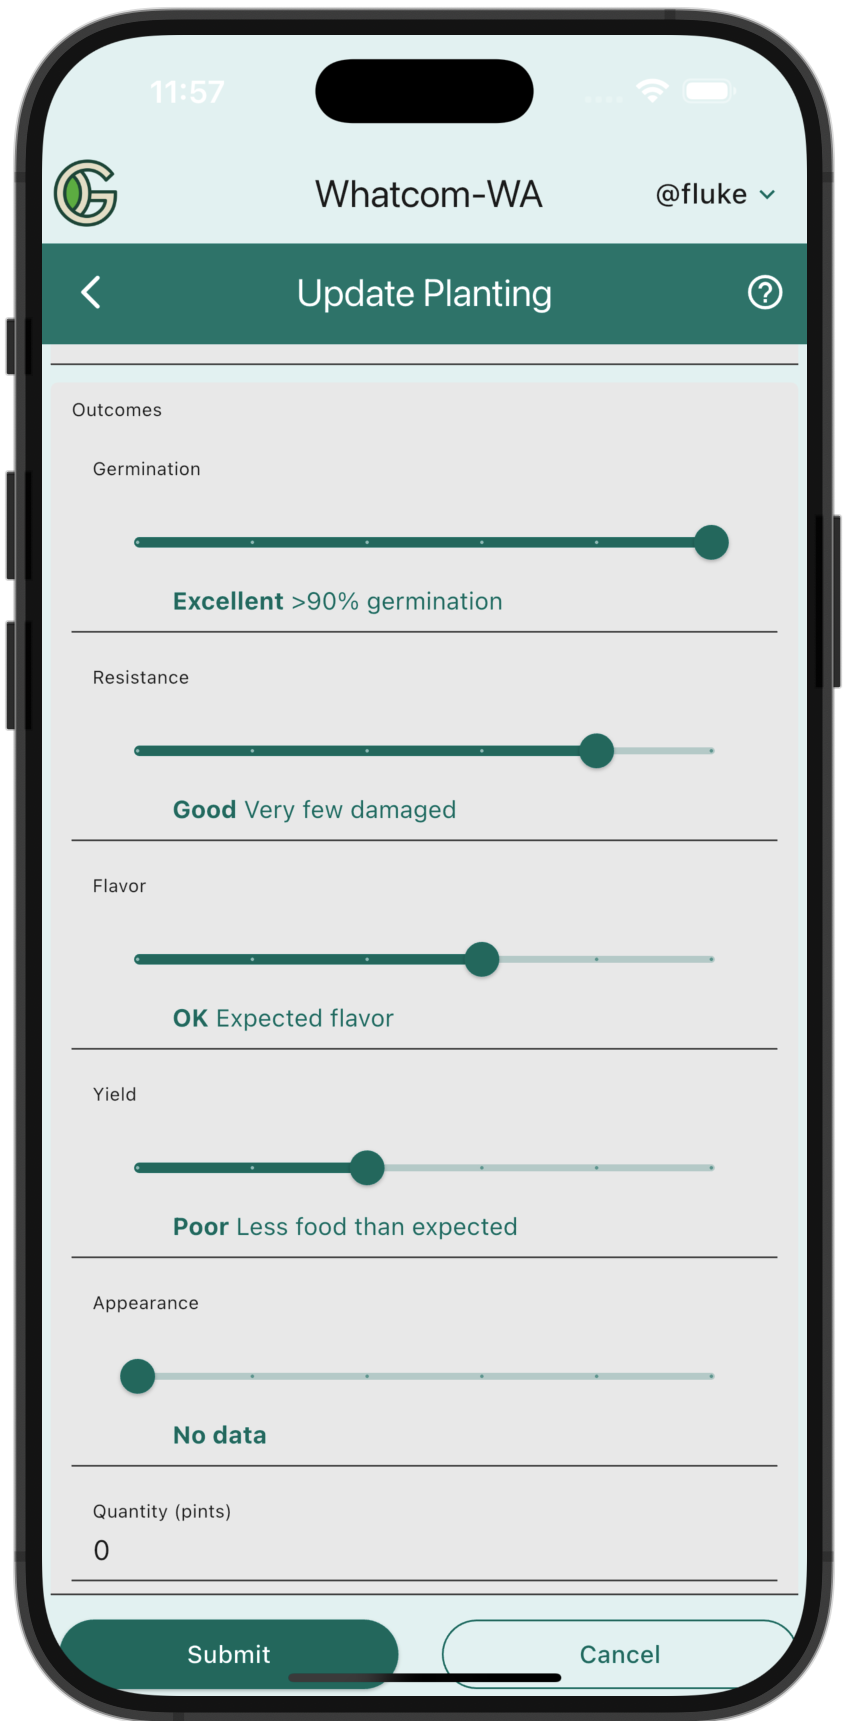 11:57
Whatcom-WA
@fluke
Update Planting
Outcomes
Germination
Excellent >90% germination
Resistance
Good Very few damaged
Flavor
OK Expected flavor
Yield
Poor Less food than expected
Appearance
No data
Quantity (pints)
0
Submit
Cancel